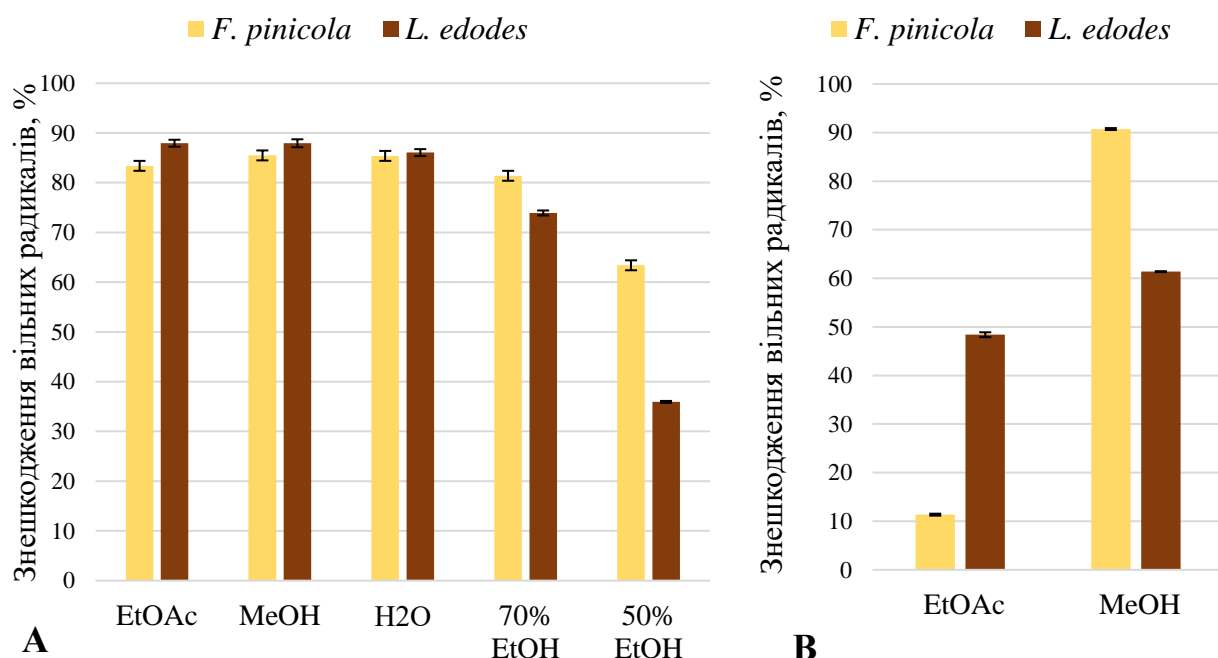 F. pinicola L. edodes
Знешкодження вільних радикалів, %
100
90
80
70
60
50
40
30
20
10
0
EtOAc MeOH H2O 70% EtOH 50% EtOH
A
F. pinicola L. edodes
Знешкодження вільних радикалів, %
100
90
80
70
60
50
40
30
20
10
0
EtOAc MeOH
B